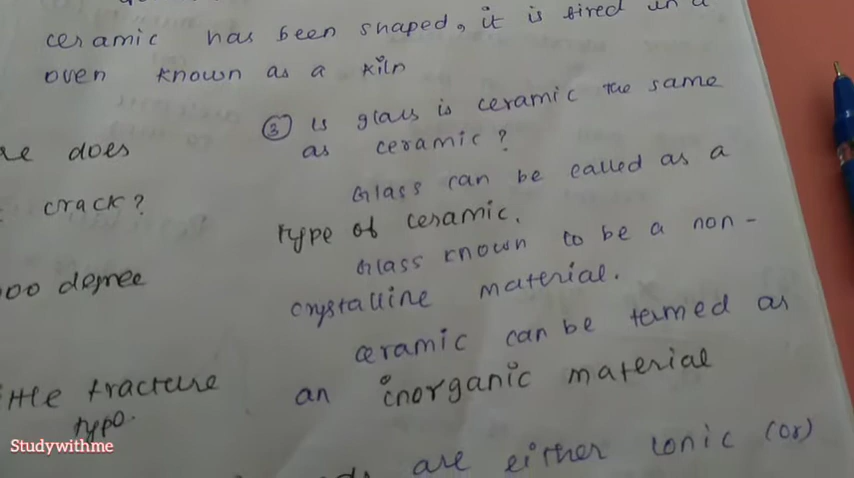 ceramic has been shaped, it is fired in a
oven known as a kiln
③ is glass is ceramic the same
as ceramic?
Glass can be called as a
type of ceramic.
Glass known to be a non-
crystalline material.
ceramic can be termed as
an inorganic material
are either ionic (or)
does
crack?
00 degree
fracture
typo.
Studywithme